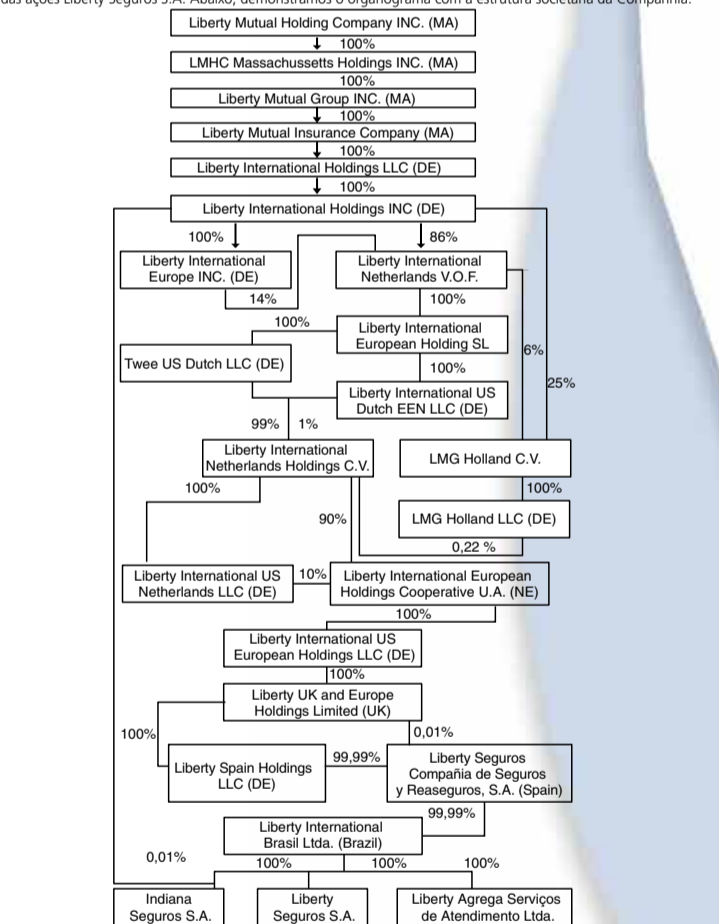 das ações Liberty Seguros S.A. Abaixo, demonstramos o organograma com a estrutura societária da Companhia.
Liberty Mutual Holding Company INC. (MA)
100%
LMHC Massachussetts Holdings INC. (MA)
100%
Liberty Mutual Group INC. (MA)
100%
Liberty Mutual Insurance Company (MA)
100%
Liberty International Holdings LLC (DE)
100%
Liberty International Holdings INC (DE)
100%
86%
Liberty International
Europe INC. (DE)
Liberty International
Netherlands V.O.F.
14%
100%
100%
Liberty International
European Holding SL
6%
Twee US Dutch LLC (DE)
100%
25%
Liberty International US
Dutch EEN LLC (DE)
99%
1%
Liberty International
Netherlands Holdings C.V.
LMG Holland C.V.
100%
100%
90%
LMG Holland LLC (DE)
0,22 %
Liberty International US
Netherlands LLC (DE)
10%
Liberty International European
Holdings Cooperative U.A. (NE)
100%
Liberty International US
European Holdings LLC (DE)
100%
Liberty UK and Europe
Holdings Limited (UK)
100%
0,01%
Liberty Spain Holdings
LLC (DE)
99,99%
Liberty Seguros
Compañia de Seguros
y Reaseguros, S.A. (Spain)
99,99%
Liberty International
Brasil Ltda. (Brazil)
0,01%
100%
100%
100%
Indiana
Seguros S.A.
Liberty
Seguros S.A.
Liberty Agrega Serviços
de Atendimento Ltda.